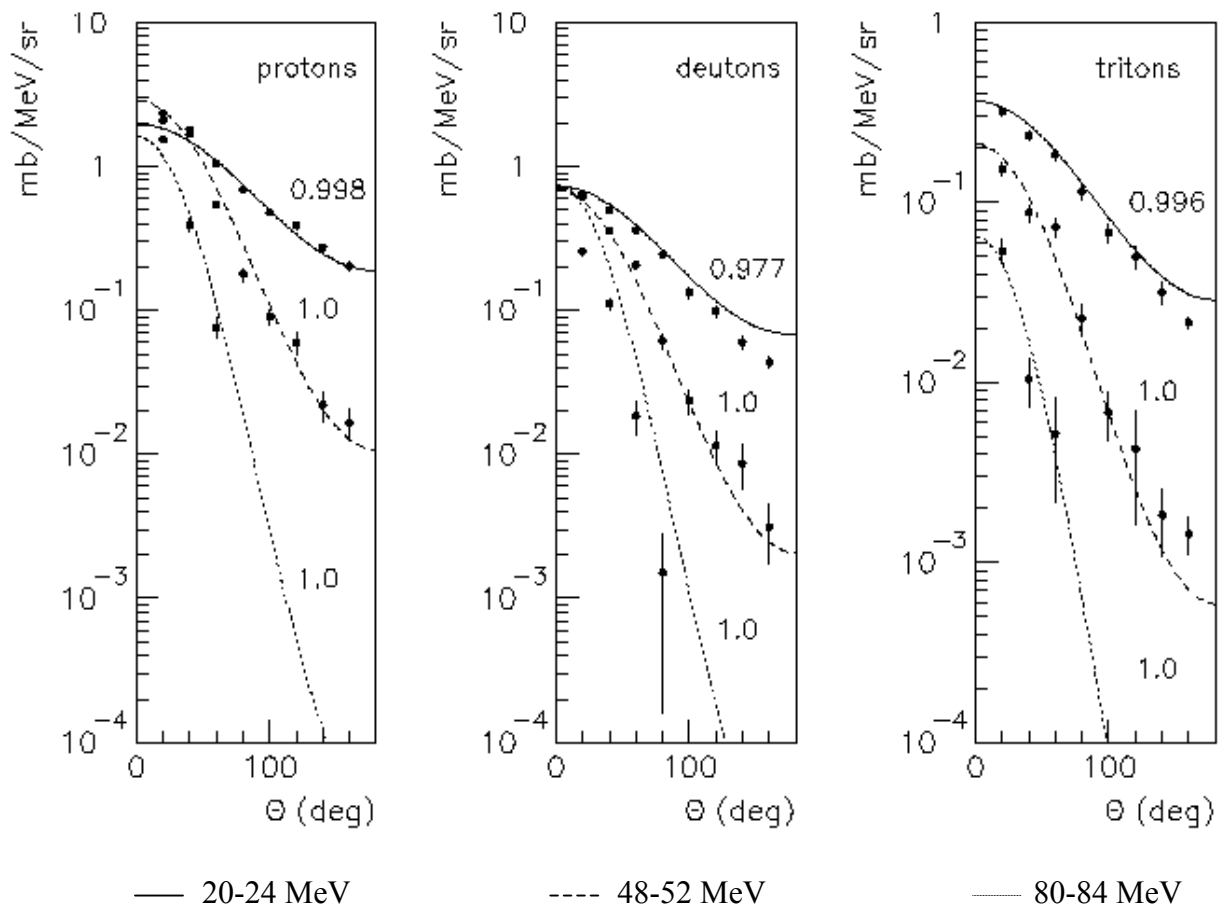 mb/MeV/sr
10
1
10⁻¹
10⁻²
10⁻³
10⁻⁴
protons
0.998
1.0
1.0
0
100
Θ (deg)
mb/MeV/sr
10
1
10⁻¹
10⁻²
10⁻³
10⁻⁴
deutons
0.977
1.0
1.0
0
100
Θ (deg)
mb/MeV/sr
1
10⁻¹
10⁻²
10⁻³
10⁻⁴
tritons
0.996
1.0
1.0
0
100
Θ (deg)
20-24 MeV
48-52 MeV
80-84 MeV